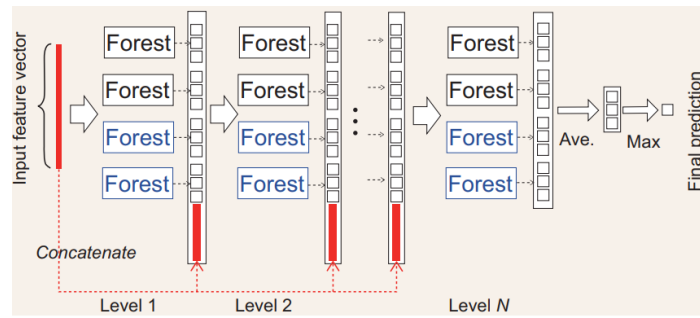 Input feature vector
Forest
Forest
Forest
Forest
Forest
Forest
Forest
Forest
Forest
Forest
Forest
Forest
Ave.
Max
Final prediction
Concatenate
Level 1
Level 2
Level N